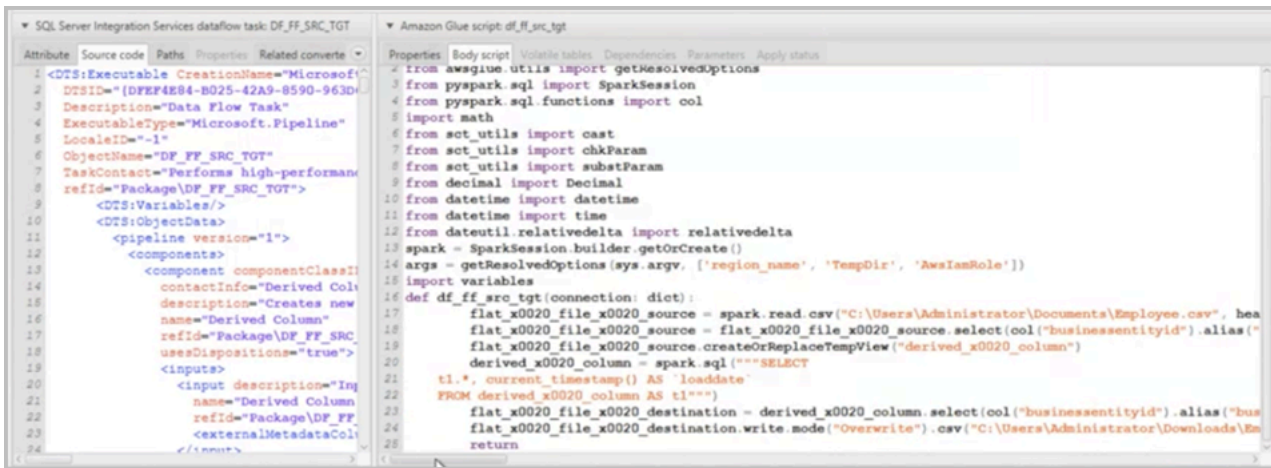 SQL Server Integration Services dataflow task: DF_FF_SRC_TGT
Attribute Source code Paths Properties Related converte
1 <DTS:Executable CreationName="Microsoft
2 DTSID="{DFEF4E84-B025-42A9-8590-963D
3 Description="Data Flow Task"
4 ExecutableType="Microsoft.Pipeline"
5 LocaleID="-1"
6 ObjectName="DF_FF_SRC_TGT"
7 TaskContact="Performs high-performan
8 refId="Package\DF_FF_SRC_TGT">
9 <DTS:Variables/>
10 <DTS:ObjectData>
11 <pipeline version="1">
12 <components>
13 <component componentClassI
14 contactInfo="Derived Col
15 description="Creates new
16 name="Derived Column"
17 refId="Package\DF_FF_SRC
18 usesDispositions="true">
19 <inputs>
20 <input description="Inp
21 name="Derived Column
22 refId="Package\DF_FF
23 <externalMetadataCol
24 </input>
Amazon Glue script: df_ff_src_tgt
Properties Body script Volatile tables Dependencies Parameters Apply status
2 from awsglue.utils import getResolvedOptions
3 from pyspark.sql import SparkSession
4 from pyspark.sql.functions import col
5 import math
6 from sct_utils import cast
7 from sct_utils import chkParam
8 from sct_utils import substParam
9 from decimal import Decimal
10 from datetime import datetime
11 from datetime import time
12 from dateutil.relativedelta import relativedelta
13 spark = SparkSession.builder.getOrCreate()
14 args = getResolvedOptions(sys.argv, ['region_name', 'TempDir', 'AwsIamRole'])
15 import variables
16 def df_ff_src_tgt(connection: dict):
17 flat_x0020_file_x0020_source = spark.read.csv("C:\Users\Administrator\Documents\Employee.csv", hea
18 flat_x0020_file_x0020_source = flat_x0020_file_x0020_source.select(col("businessentityid").alias("
19 flat_x0020_file_x0020_source.createOrReplaceTempView("derived_x0020_column")
20 derived_x0020_column = spark.sql("""SELECT
21 t1.*, current_timestamp() AS `loaddate`
22 FROM derived_x0020_column AS t1""")
23 flat_x0020_file_x0020_destination = derived_x0020_column.select(col("businessentityid").alias("bus
24 flat_x0020_file_x0020_destination.write.mode("Overwrite").csv("C:\Users\Administrator\Downloads\Em
25 return